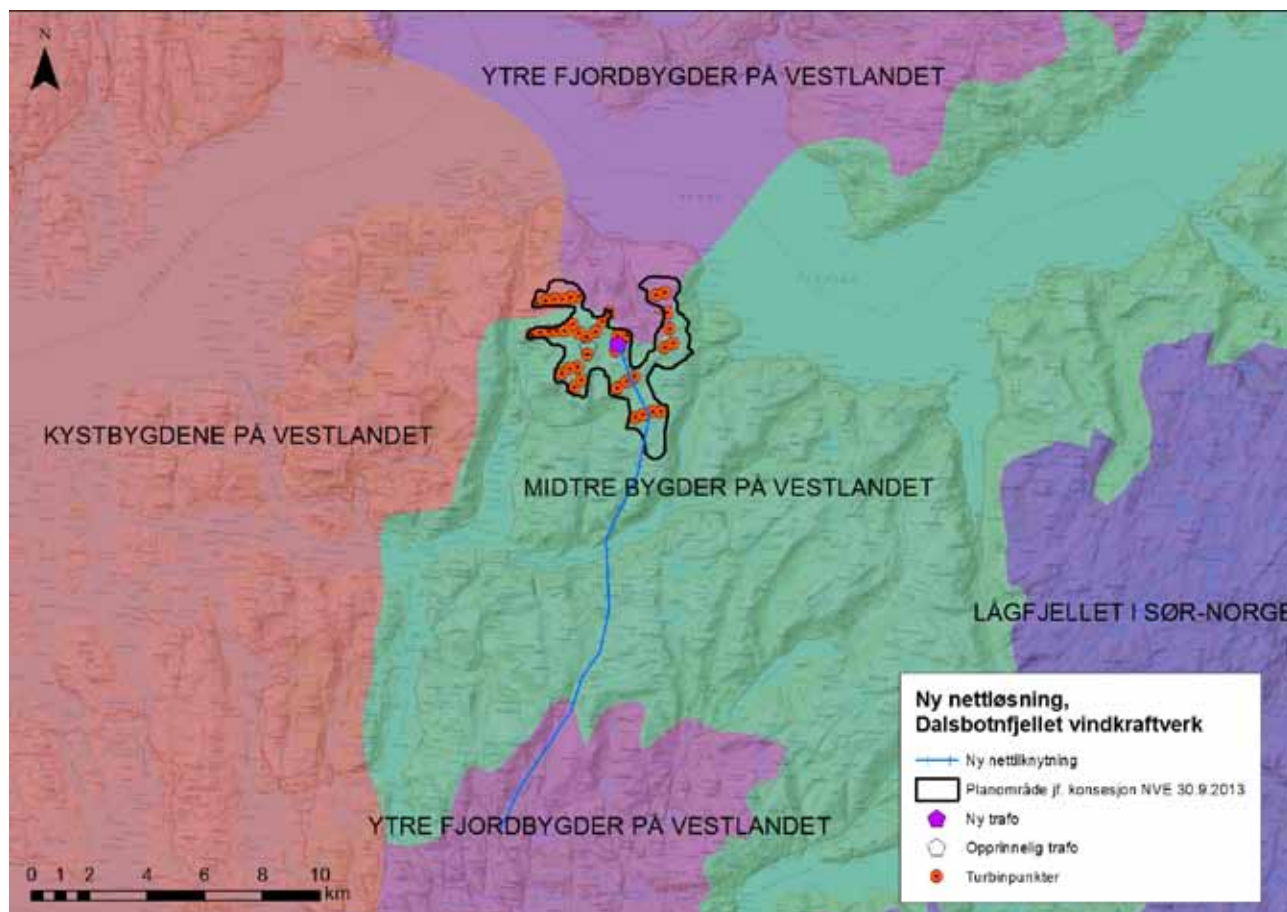 N
YTRE FJORDBYGDER PÅ VESTLANDET
KYSTBYGDENE PÅ VESTLANDET
MIDTRE BYGDER PÅ VESTLANDET
LÅGFJELLET I SØR-NORGE
YTRE FJORDBYGDER PÅ VESTLANDET
Ny nettløsning,
Dalsbotnfjellet vindkraftverk
Ny nettilknytning
Planområde jf. konsesjon NVE 30.9.2013
Ny trafo
Opprinnelig trafo
Turbinpunkter
0 1 2 4 6 8 10
km